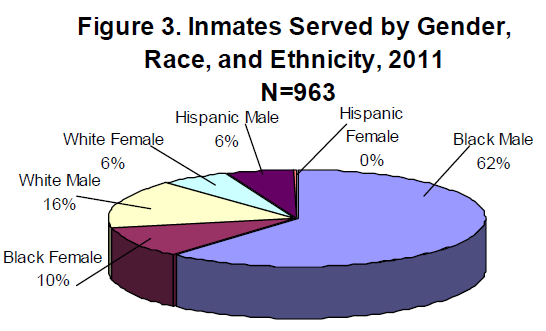 Figure 3. Inmates Served by Gender,
Race, and Ethnicity, 2011
N=963
Hispanic Male
6%
Hispanic
Female
0%
Black Male
62%
White Female
6%
White Male
16%
Black Female
10%